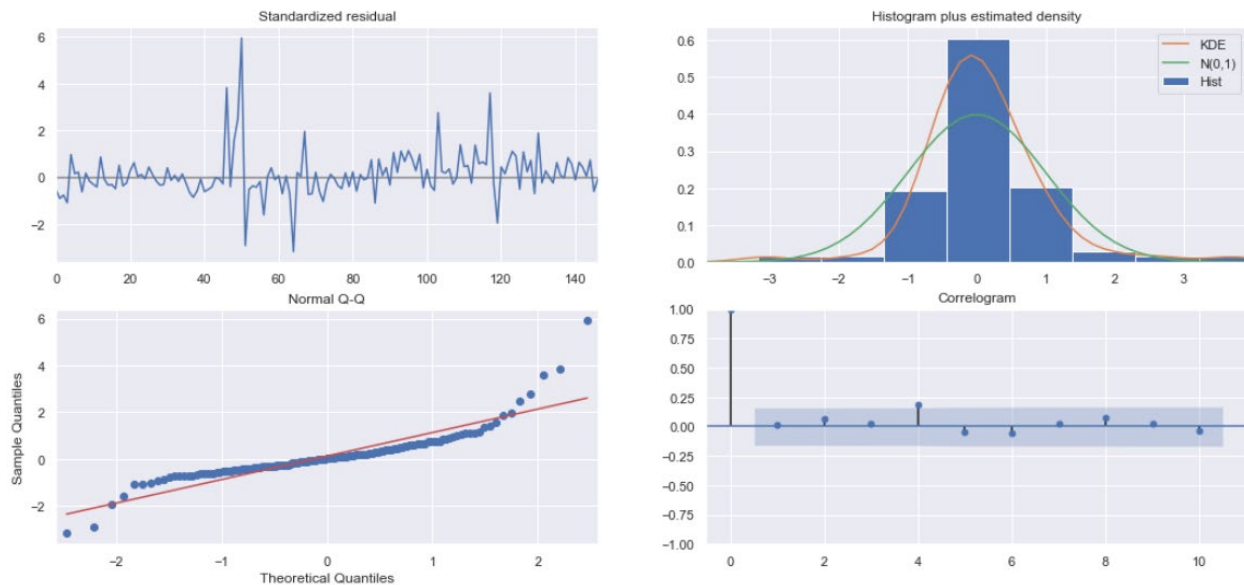 Standardized residual
6
4
2
0
−2
0 20 40 60 80 100 120 140
Histogram plus estimated density
KDE
N(0,1)
Hist
0.6
0.5
0.4
0.3
0.2
0.1
0.0
−3 −2 −1 0 1 2 3
Normal Q-Q
Sample Quantiles
6
4
2
0
−2
−2 −1 0 1 2
Theoretical Quantiles
Correlogram
1.00
0.75
0.50
0.25
0.00
−0.25
−0.50
−0.75
−1.00
0 2 4 6 8 10